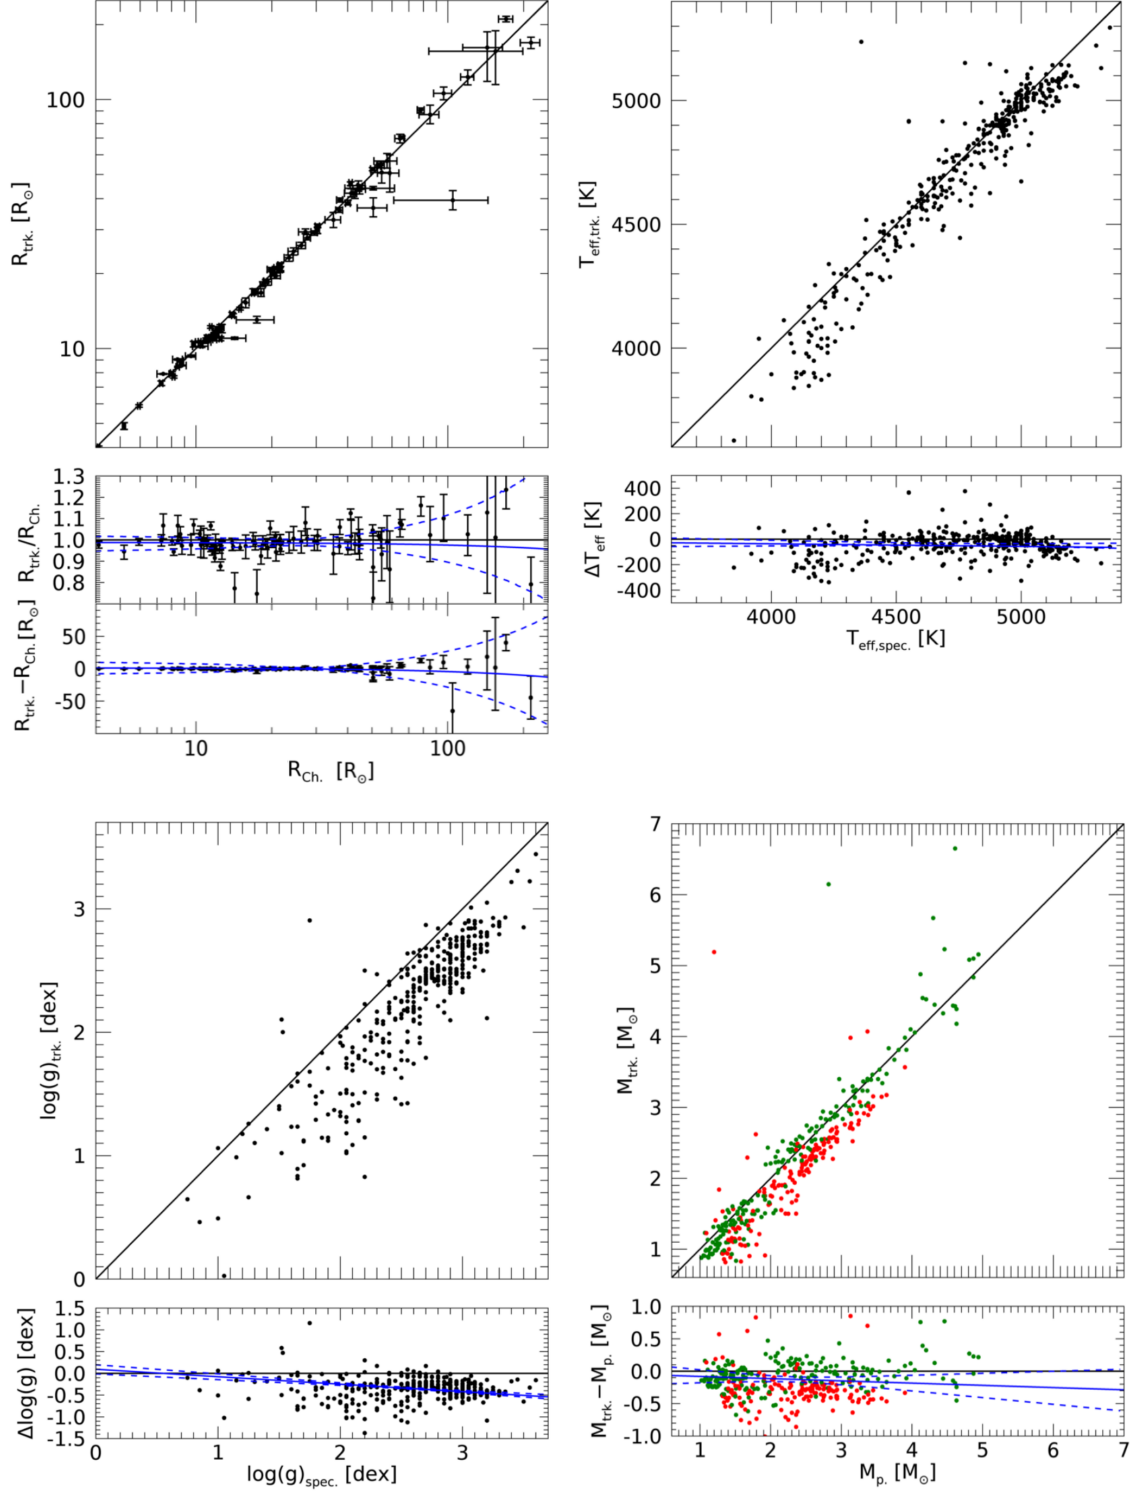 100
10
R_trk. [R_⊙]
1.3
1.2
1.1
1.0
0.9
0.8
R_trk./R_Ch.
50
0
-50
R_trk.−R_Ch. [R_⊙]
10 100
R_Ch. [R_⊙]
5000
4500
4000
T_eff,trk. [K]
400
200
0
-200
-400
ΔT_eff [K]
4000 4500 5000
T_eff,spec. [K]
3
2
1
0
log(g)_trk. [dex]
1.5
1.0
0.5
0.0
-0.5
-1.0
-1.5
Δlog(g) [dex]
0 1 2 3
log(g)_spec. [dex]
7
6
5
4
3
2
1
M_trk. [M_⊙]
1.0
0.5
0.0
-0.5
-1.0
M_trk.−M_p. [M_⊙]
1 2 3 4 5 6 7
M_p. [M_⊙]